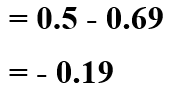 = 0.5 - 0.69
= - 0.19